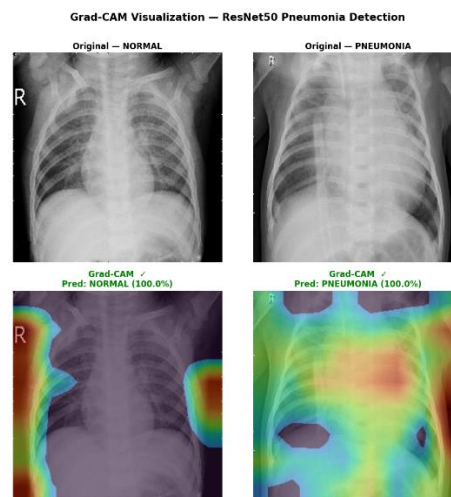 Grad-CAM Visualization — ResNet50 Pneumonia Detection
Original — NORMAL
Original — PNEUMONIA
R
Grad-CAM ✓
Pred: NORMAL (100.0%)
Grad-CAM ✓
Pred: PNEUMONIA (100.0%)
R